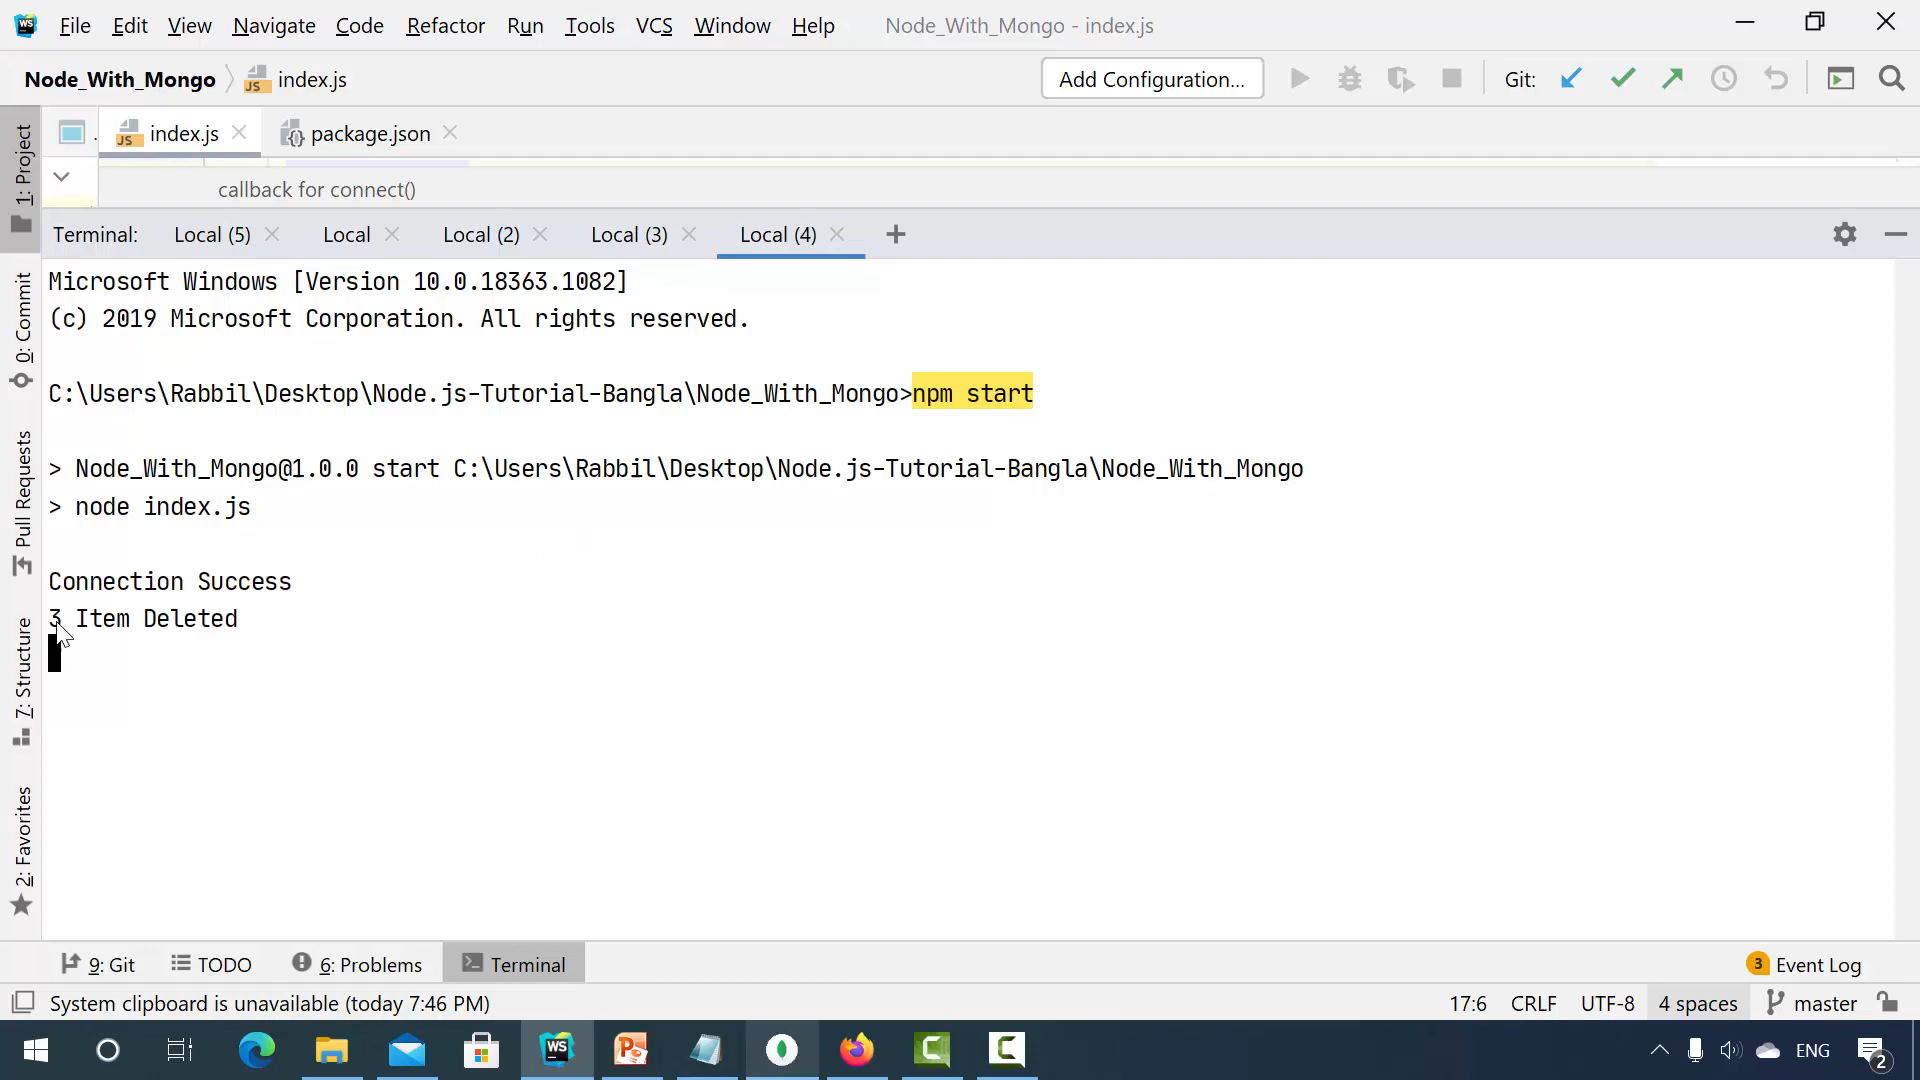 File Edit View Navigate Code Refactor Run Tools VCS Window Help Node_With_Mongo - index.js
Node_With_Mongo index.js Add Configuration... Git:
index.js package.json
callback for connect()
Terminal: Local (5) Local Local (2) Local (3) Local (4)
Microsoft Windows [Version 10.0.18363.1082]
(c) 2019 Microsoft Corporation. All rights reserved.
C:\Users\Rabbil\Desktop\Node.js-Tutorial-Bangla\Node_With_Mongo>npm start
> Node_With_Mongo@1.0.0 start C:\Users\Rabbil\Desktop\Node.js-Tutorial-Bangla\Node_With_Mongo
> node index.js
Connection Success
3 Item Deleted
1: Project
0: Commit
Pull Requests
7: Structure
2: Favorites
9: Git TODO 6: Problems Terminal 3 Event Log
System clipboard is unavailable (today 7:46 PM) 17:6 CRLF UTF-8 4 spaces master
ENG 2